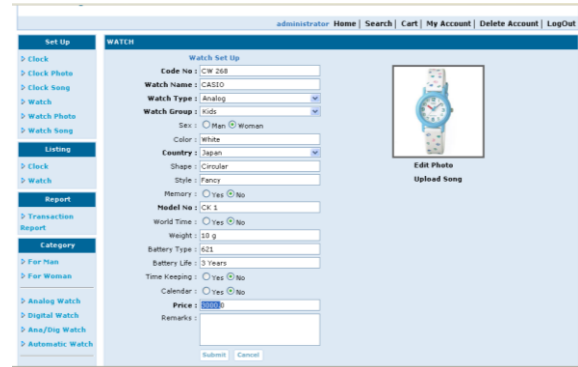 administrator Home | Search | Cart | My Account | Delete Account | LogOut
Set Up
Clock
Clock Photo
Clock Song
Watch
Watch Photo
Watch Song
Listing
Clock
Watch
Report
Transaction
Report
Category
For Man
For Woman
Analog Watch
Digital Watch
Ana/Dig Watch
Automatic Watch
WATCH
Watch Set Up
Code No : CW 268
Watch Name : CASIO
Watch Type : Analog
Watch Group : Kids
Sex : Man Woman
Color : White
Country : Japan
Shape : Circular
Style : Fancy
Memory : Yes No
Model No : CK 1
World Time : Yes No
Weight : 10 g
Battery Type : 621
Battery Life : 3 Years
Time Keeping : Yes No
Calendar : Yes No
Price : 3000.0
Remarks :
Submit Cancel
Edit Photo
Upload Song